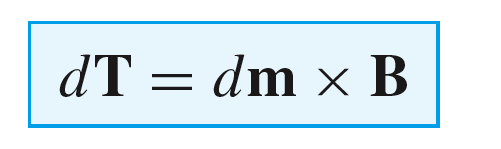 dT = dm × B